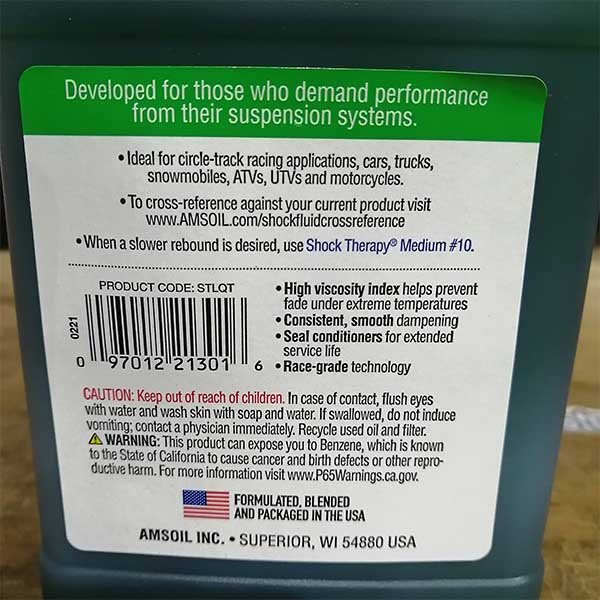 Developed for those who demand performance
from their suspension systems.
• Ideal for circle-track racing applications, cars, trucks,
snowmobiles, ATVs, UTVs and motorcycles.
• To cross-reference against your current product visit
www.AMSOIL.com/shockfluidcrossreference
• When a slower rebound is desired, use Shock Therapy® Medium #10.
PRODUCT CODE: STLQT
0221
0 97012 21301 6
• High viscosity index helps prevent
fade under extreme temperatures
• Consistent, smooth dampening
• Seal conditioners for extended
service life
• Race-grade technology
CAUTION: Keep out of reach of children. In case of contact, flush eyes
with water and wash skin with soap and water. If swallowed, do not induce
vomiting; contact a physician immediately. Recycle used oil and filter.
⚠ WARNING: This product can expose you to Benzene, which is known
to the State of California to cause cancer and birth defects or other repro-
ductive harm. For more information visit www.P65Warnings.ca.gov.
FORMULATED, BLENDED
AND PACKAGED IN THE USA
AMSOIL INC. • SUPERIOR, WI 54880 USA